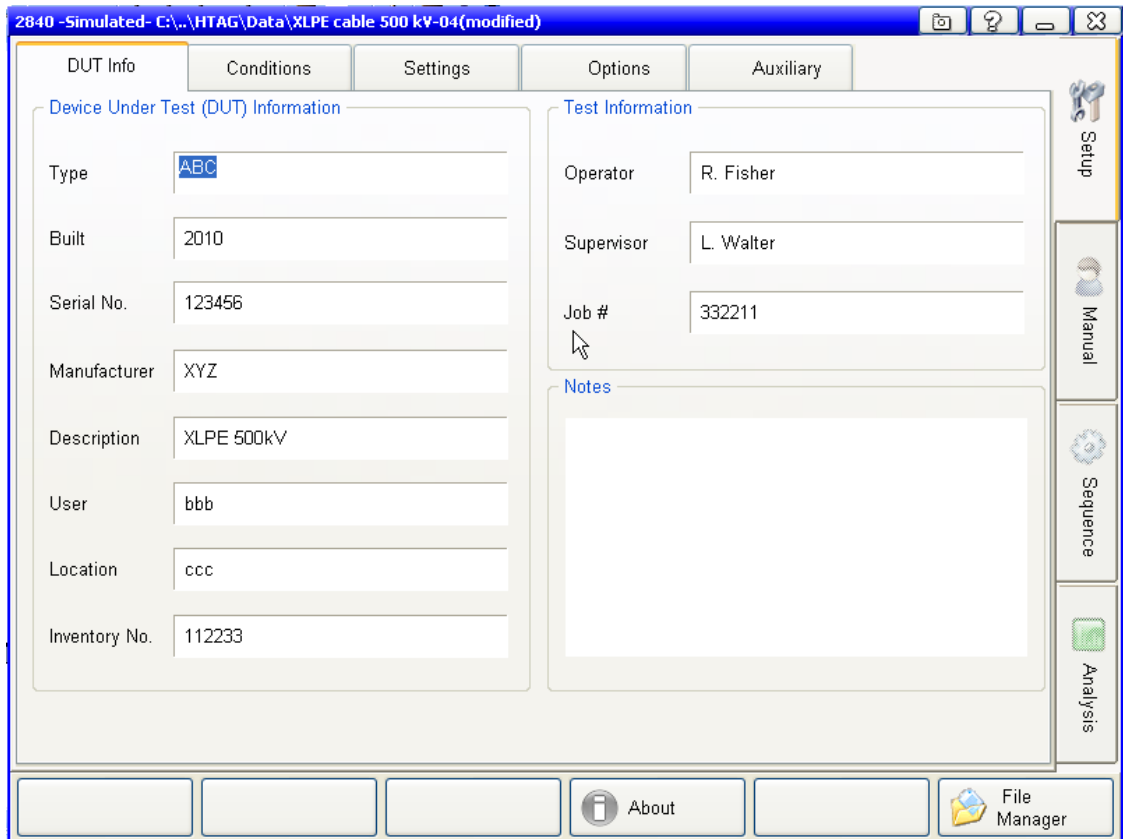 2840 -Simulated- C:\..\HTAG\Data\XLPE cable 500 kV-04(modified)
DUT Info
Conditions
Settings
Options
Auxiliary
Device Under Test (DUT) Information
Type
ABC
Built
2010
Serial No.
123456
Manufacturer
XYZ
Description
XLPE 500kV
User
bbb
Location
ccc
Inventory No.
112233
Test Information
Operator
R. Fisher
Supervisor
L. Walter
Job #
332211
Notes
Setup
Manual
Sequence
Analysis
About
File
Manager